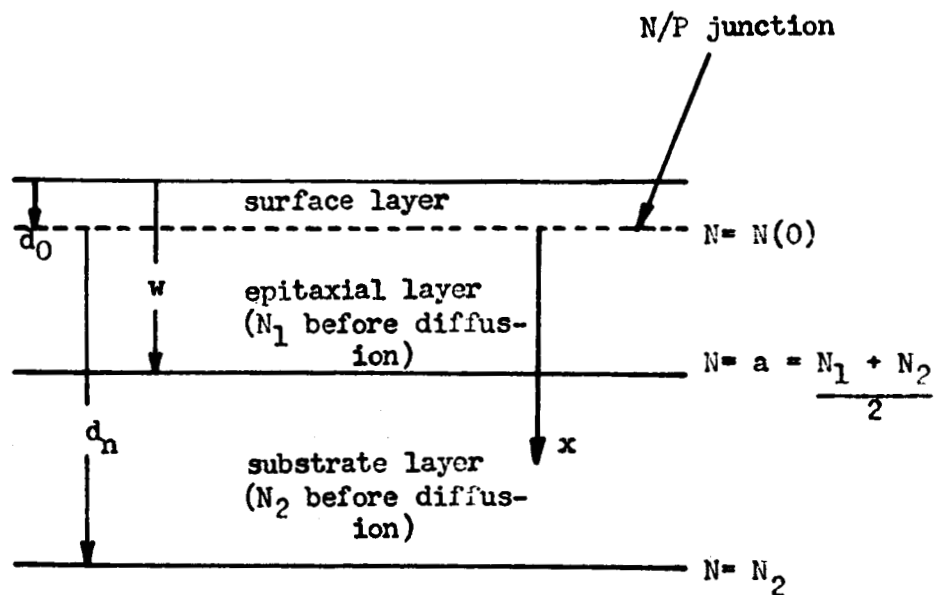 N/P junction
surface layer
d0
N= N(0)
w
epitaxial layer
(N1 before diffus-
ion)
N= a = N1 + N2
2
dn
x
substrate layer
(N2 before diffus-
ion)
N= N2